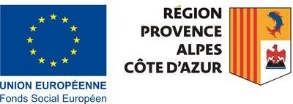 UNION EUROPÉENNE
Fonds Social Européen
RÉGION
PROVENCE
ALPES
CÔTE D'AZUR